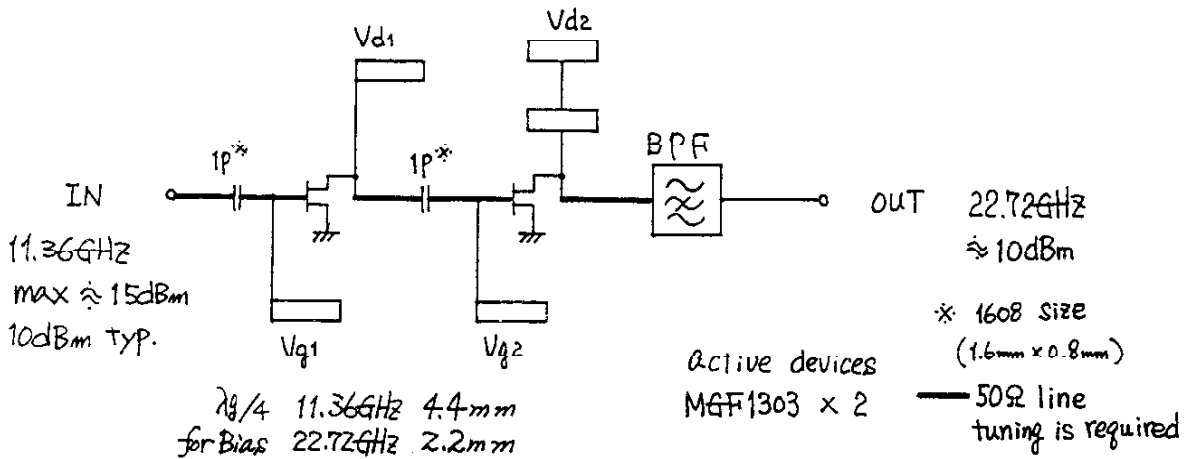 Vd1
Vd2
1P※
1P※
BPF
IN
OUT
22.72GHz
≒10dBm
11.36GHz
max ≒ 15dBm
10dBm typ.
Vg1
Vg2
※ 1608 size
(1.6mm x 0.8mm)
active devices
MGF1303 × 2
50Ω line
tuning is required
λg/4 11.36GHz 4.4mm
for Bias 22.72GHz 2.2mm